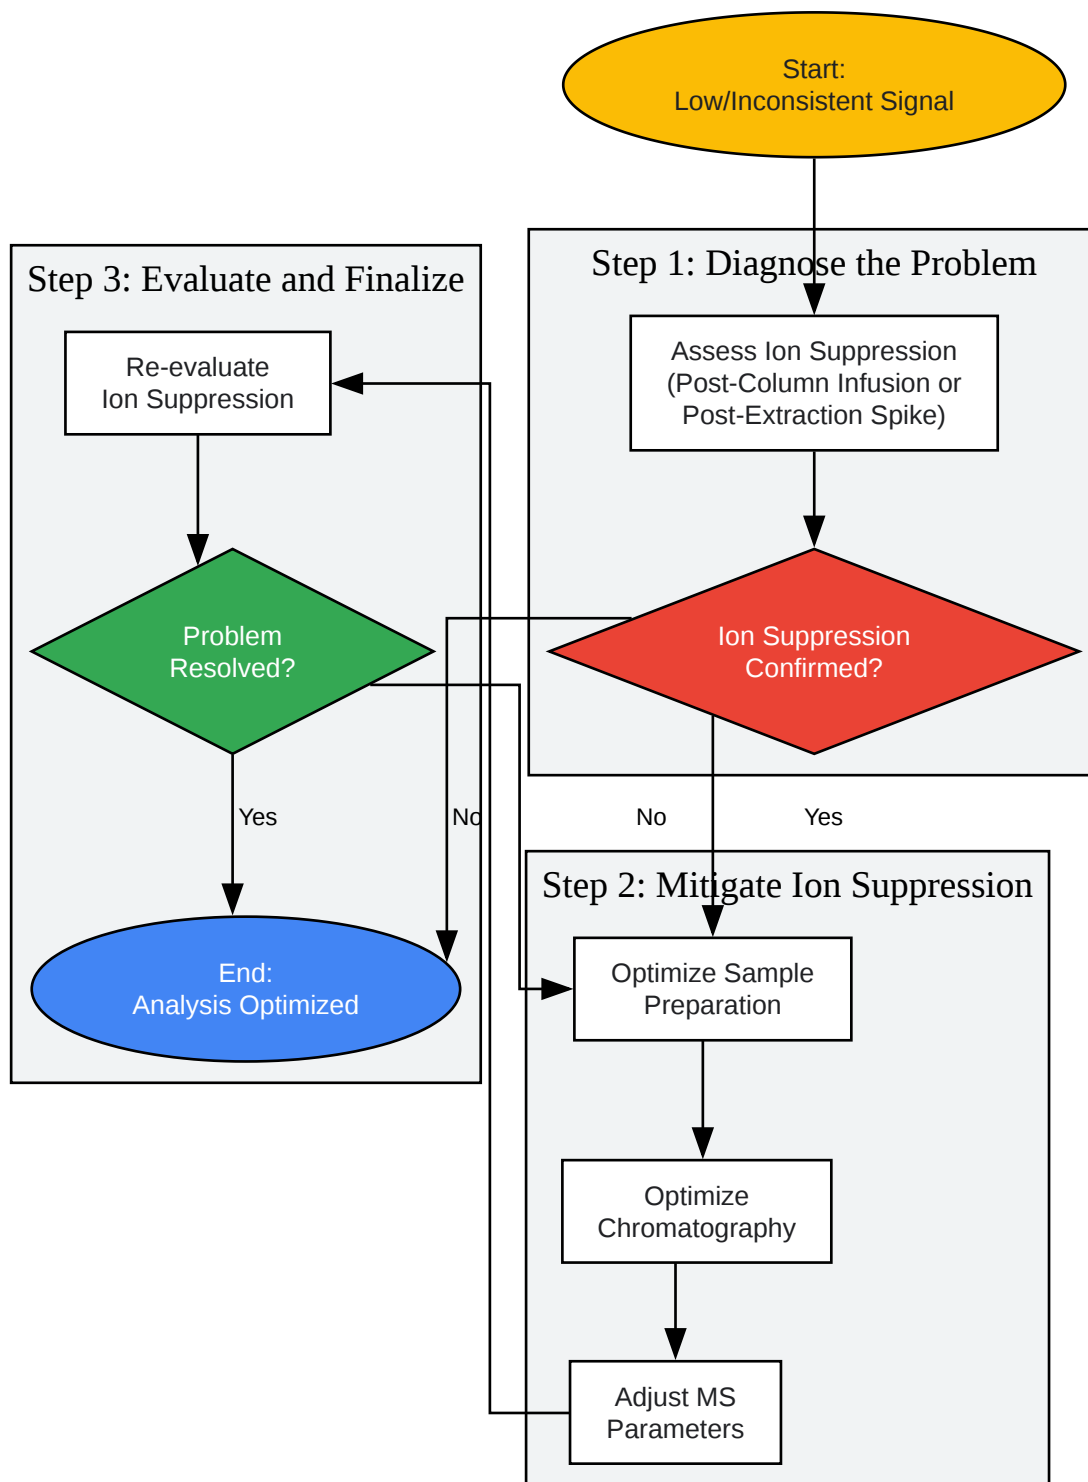 Start:
Low/Inconsistent Signal
Step 1: Diagnose the Problem
Assess Ion Suppression
(Post-Column Infusion or
Post-Extraction Spike)
Ion Suppression
Confirmed?
No
Yes
Step 2: Mitigate Ion Suppression
Optimize Sample
Preparation
Optimize
Chromatography
Adjust MS
Parameters
Step 3: Evaluate and Finalize
Re-evaluate
Ion Suppression
Problem
Resolved?
Yes
No
End:
Analysis Optimized